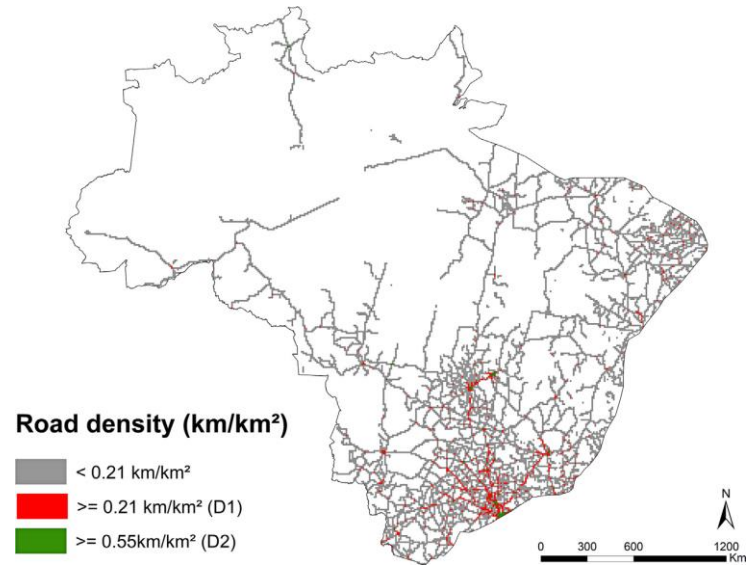 Road density (km/km²)
< 0.21 km/km²
>= 0.21 km/km² (D1)
>= 0.55km/km² (D2)
N
0 300 600 1200
Km